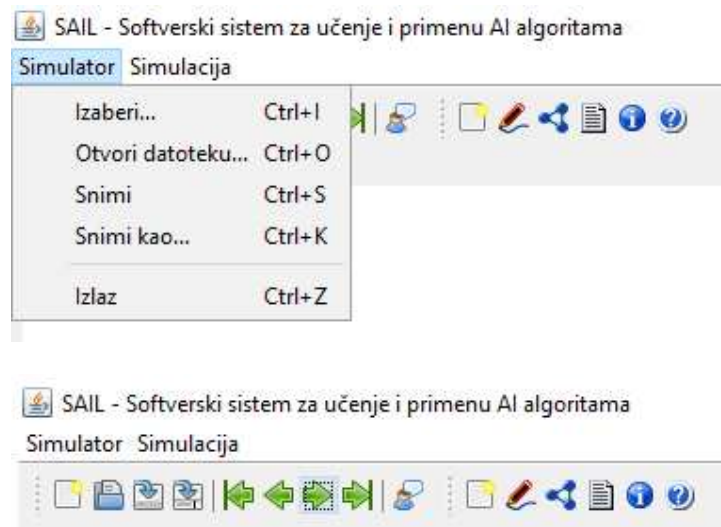 SAIL - Softverski sistem za učenje i primenu AI algoritama
Simulator Simulacija
Izaberi... Ctrl+I
Otvori datoteku... Ctrl+O
Snimi Ctrl+S
Snimi kao... Ctrl+K
Izlaz Ctrl+Z
SAIL - Softverski sistem za učenje i primenu AI algoritama
Simulator Simulacija